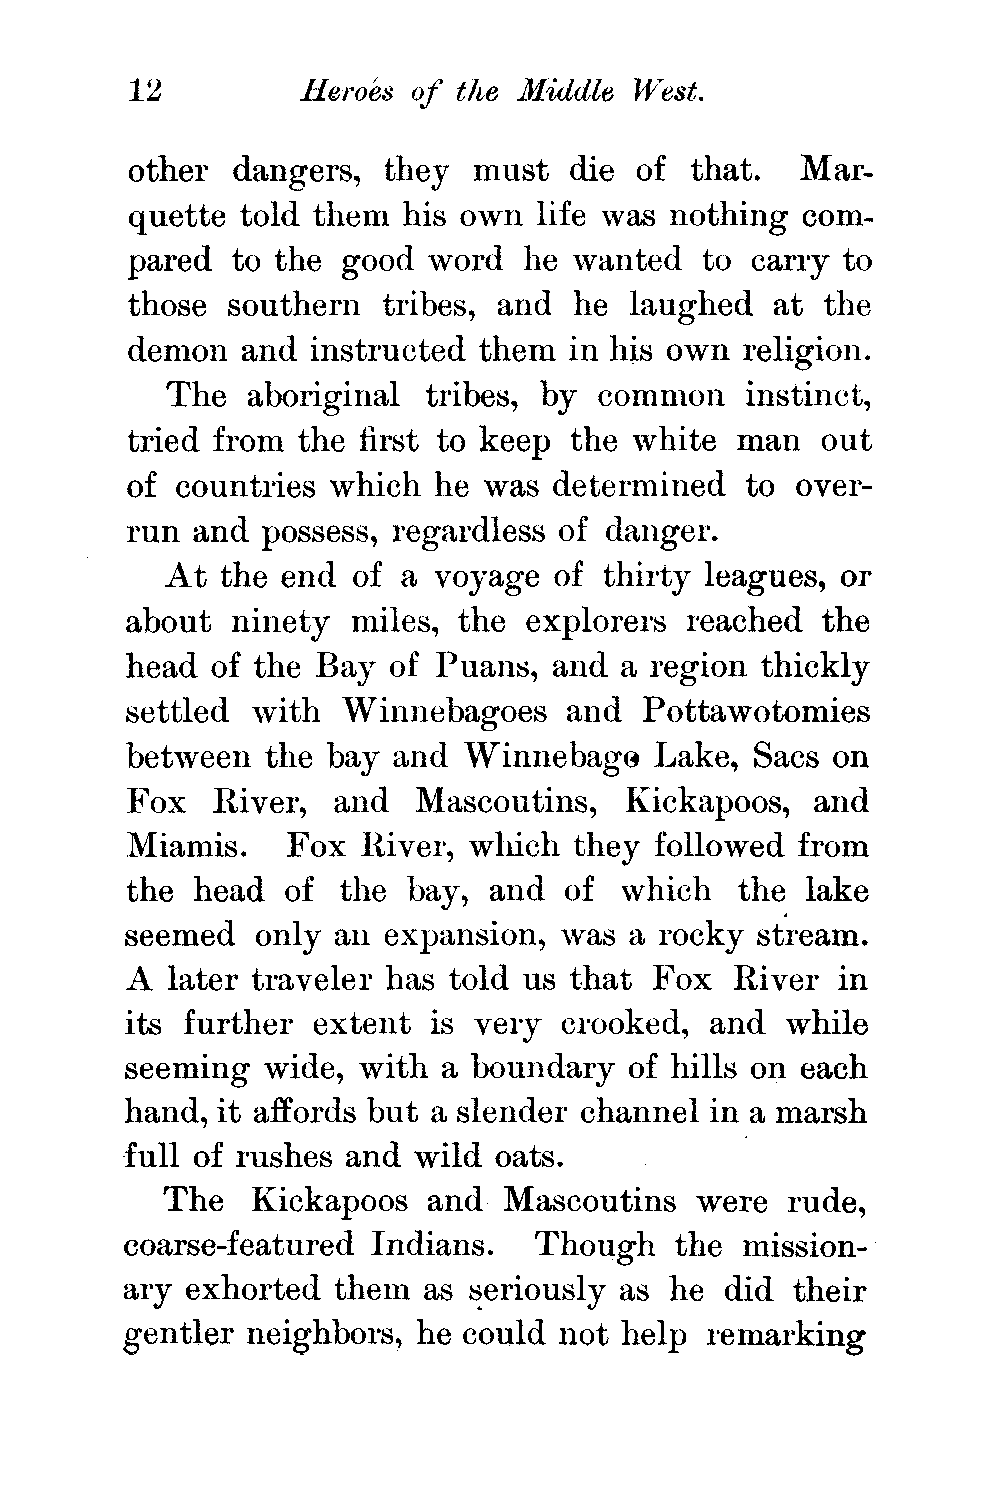 12 Heroes of the Middle West.
other dangers, they must die of that. Mar-
quette told them his own life was nothing com-
pared to the good word he wanted to carry to
those southern tribes, and he laughed at the
demon and instructed them in his own religion.
The aboriginal tribes, by common instinct,
tried from the first to keep the white man out
of countries which he was determined to over-
run and possess, regardless of danger.
At the end of a voyage of thirty leagues, or
about ninety miles, the explorers reached the
head of the Bay of Puans, and a region thickly
settled with Winnebagoes and Pottawotomies
between the bay and Winnebago Lake, Sacs on
Fox River, and Mascoutins, Kickapoos, and
Miamis. Fox River, which they followed from
the head of the bay, and of which the lake
seemed only an expansion, was a rocky stream.
A later traveler has told us that Fox River in
its further extent is very crooked, and while
seeming wide, with a boundary of hills on each
hand, it affords but a slender channel in a marsh
full of rushes and wild oats.
The Kickapoos and Mascoutins were rude,
coarse-featured Indians. Though the mission-
ary exhorted them as seriously as he did their
gentler neighbors, he could not help remarking